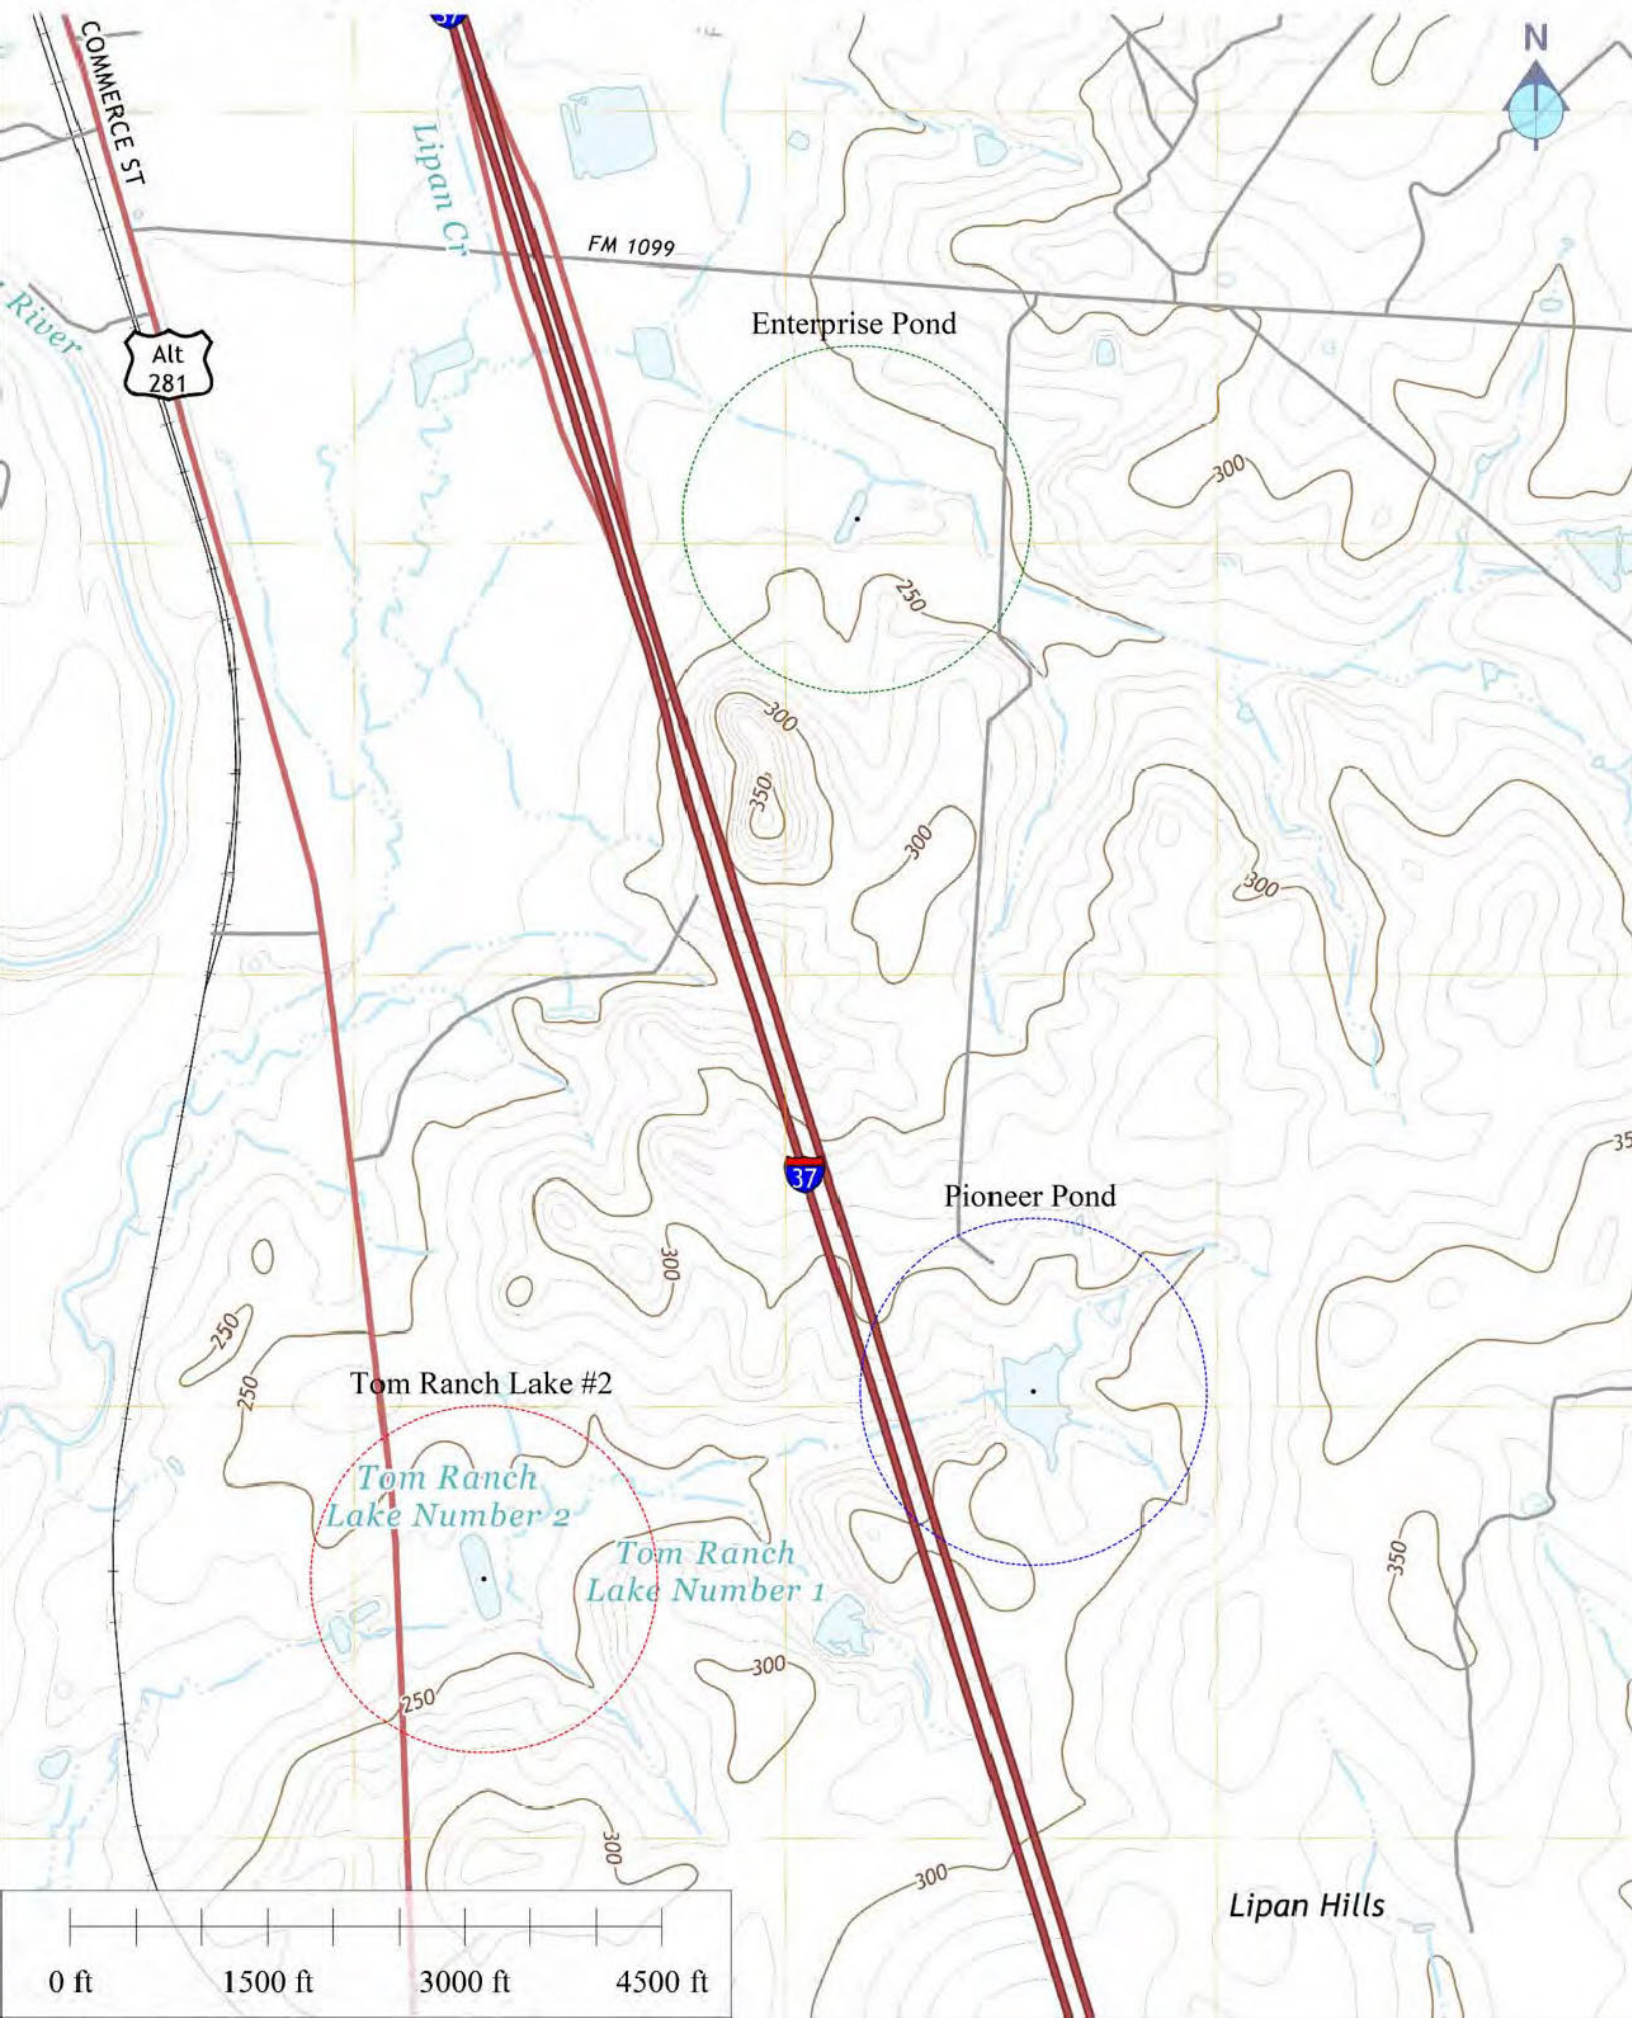 37
COMMERCE ST
N
Lipan Cr
FM 1099
River
Enterprise Pond
Alt
281
300
250
300
350
300
300
35
37
Pioneer Pond
300
250
250
Tom Ranch Lake #2
Tom Ranch
Lake Number 2
Tom Ranch
Lake Number 1
350
300
250
300
300
Lipan Hills
0 ft
1500 ft
3000 ft
4500 ft